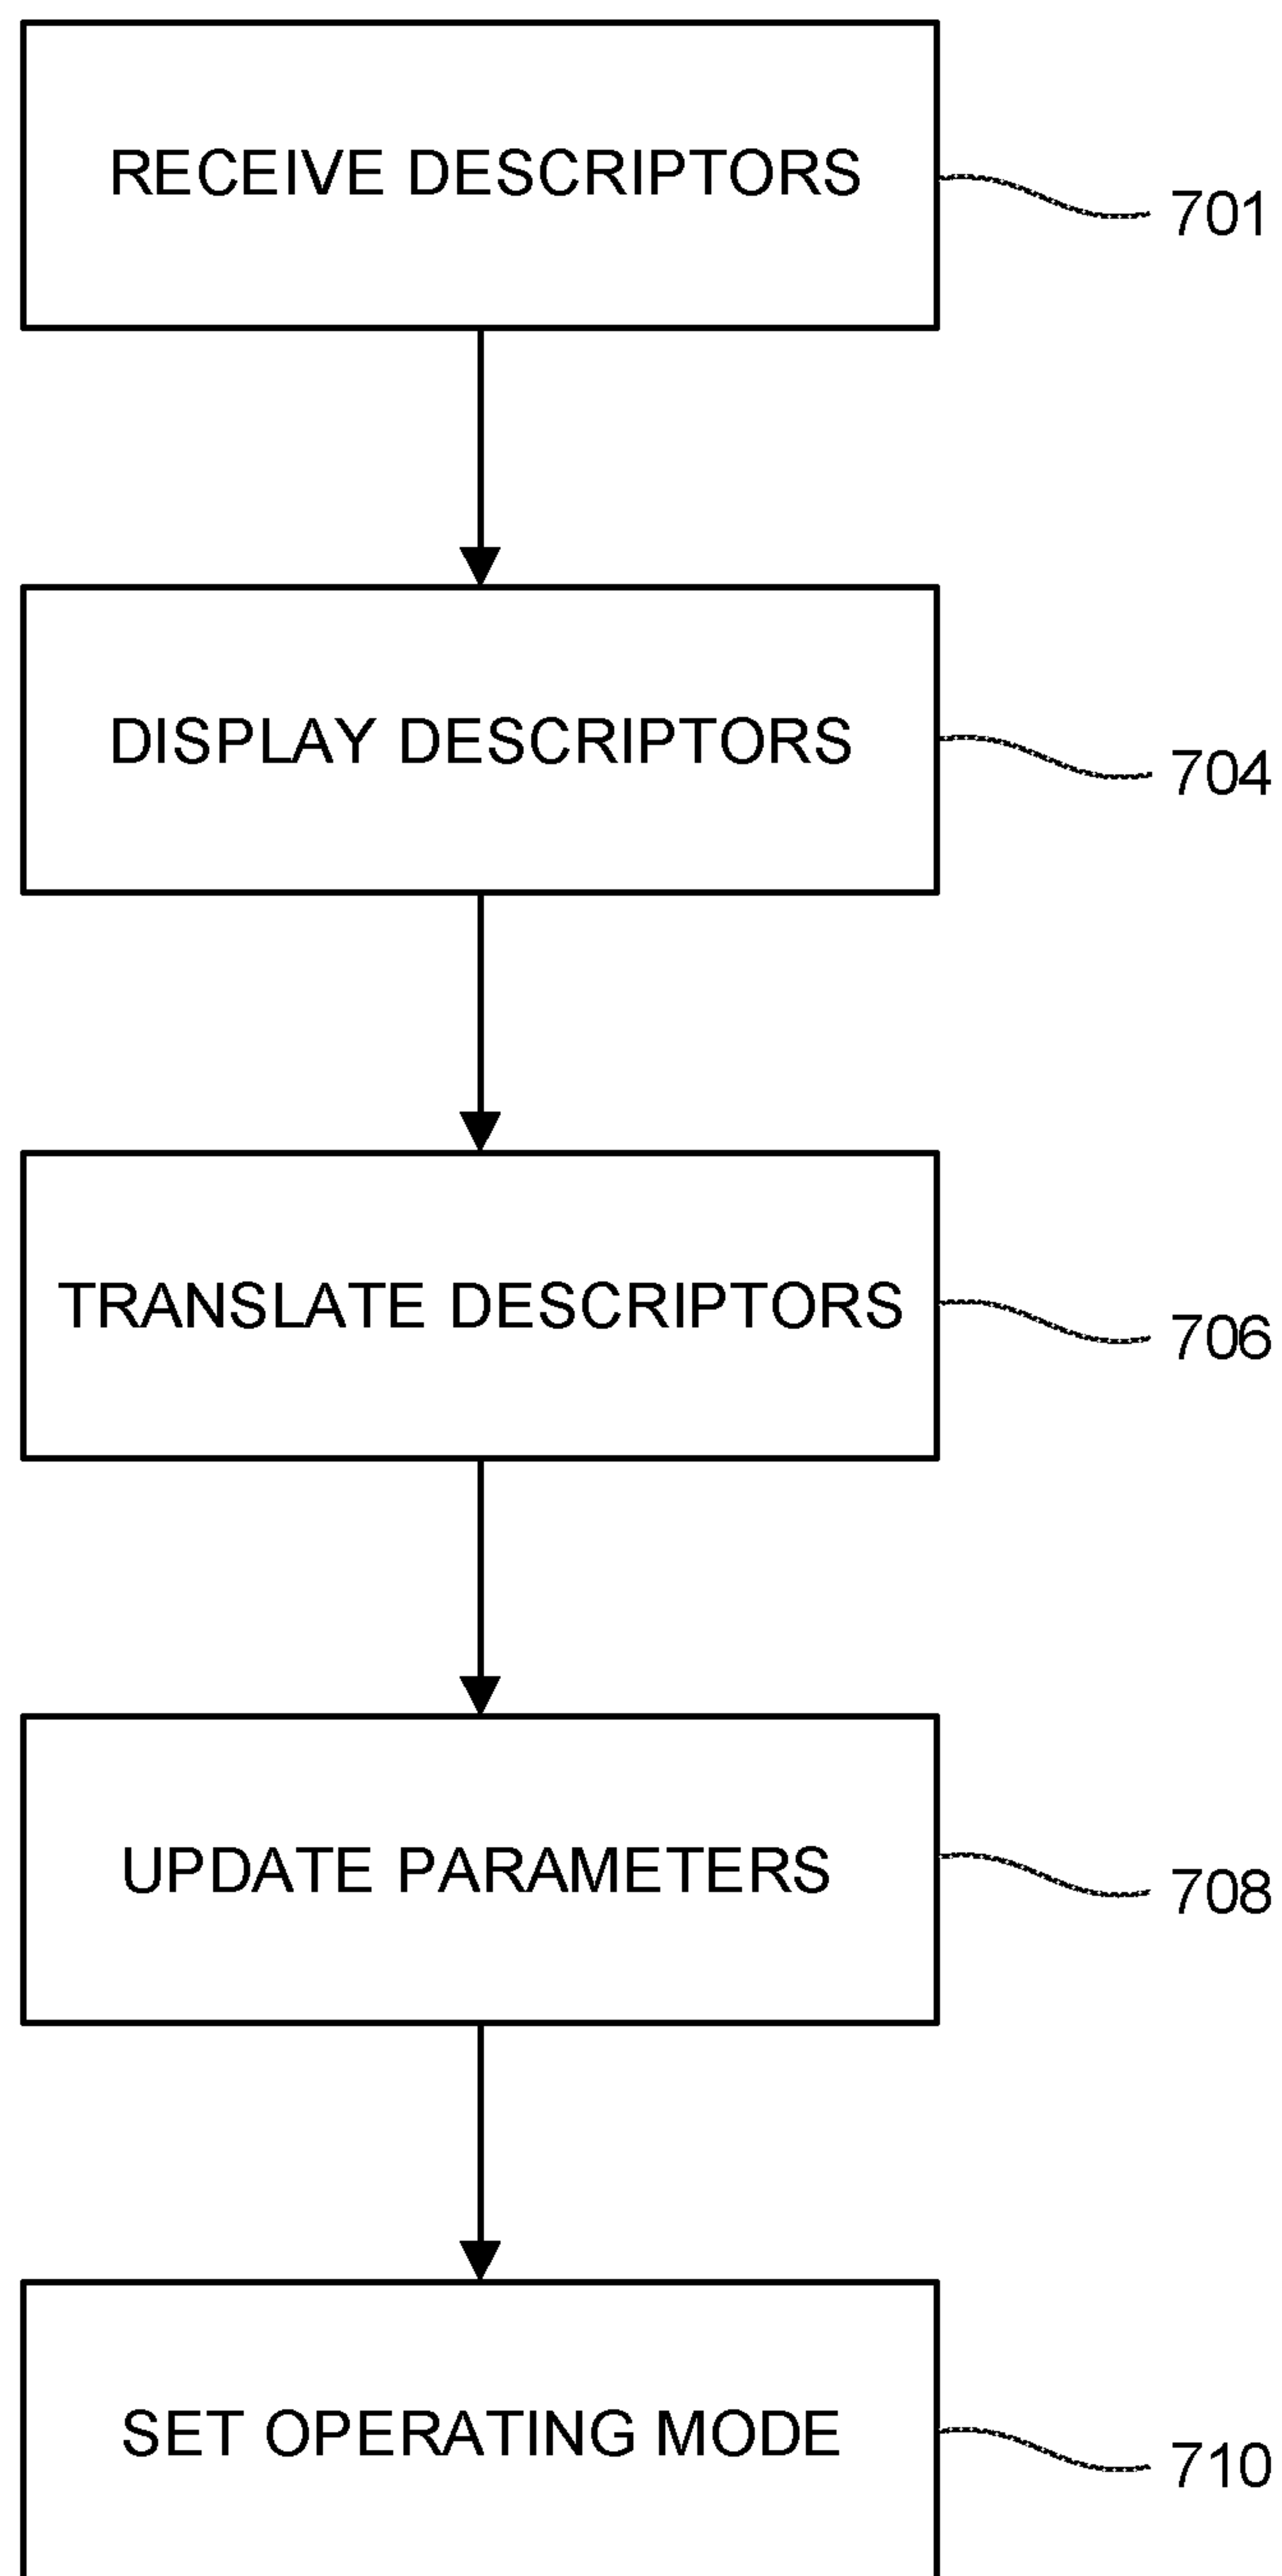 RECEIVE DESCRIPTORS
701
DISPLAY DESCRIPTORS
704
TRANSLATE DESCRIPTORS
706
UPDATE PARAMETERS
708
SET OPERATING MODE
710